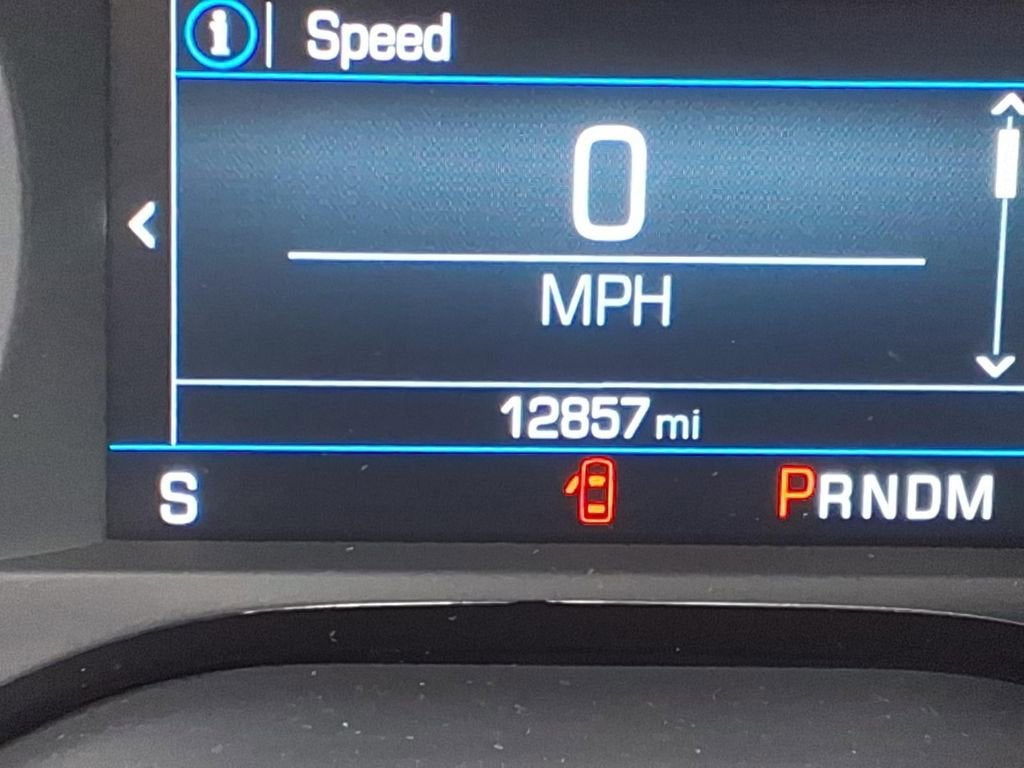 i Speed
0
MPH
12857 mi
S PRNDM